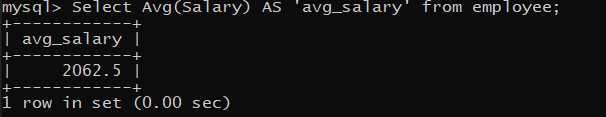 mysql> Select Avg(Salary) AS 'avg_salary' from employee;
+------------+
| avg_salary |
+------------+
|     2062.5 |
+------------+
1 row in set (0.00 sec)